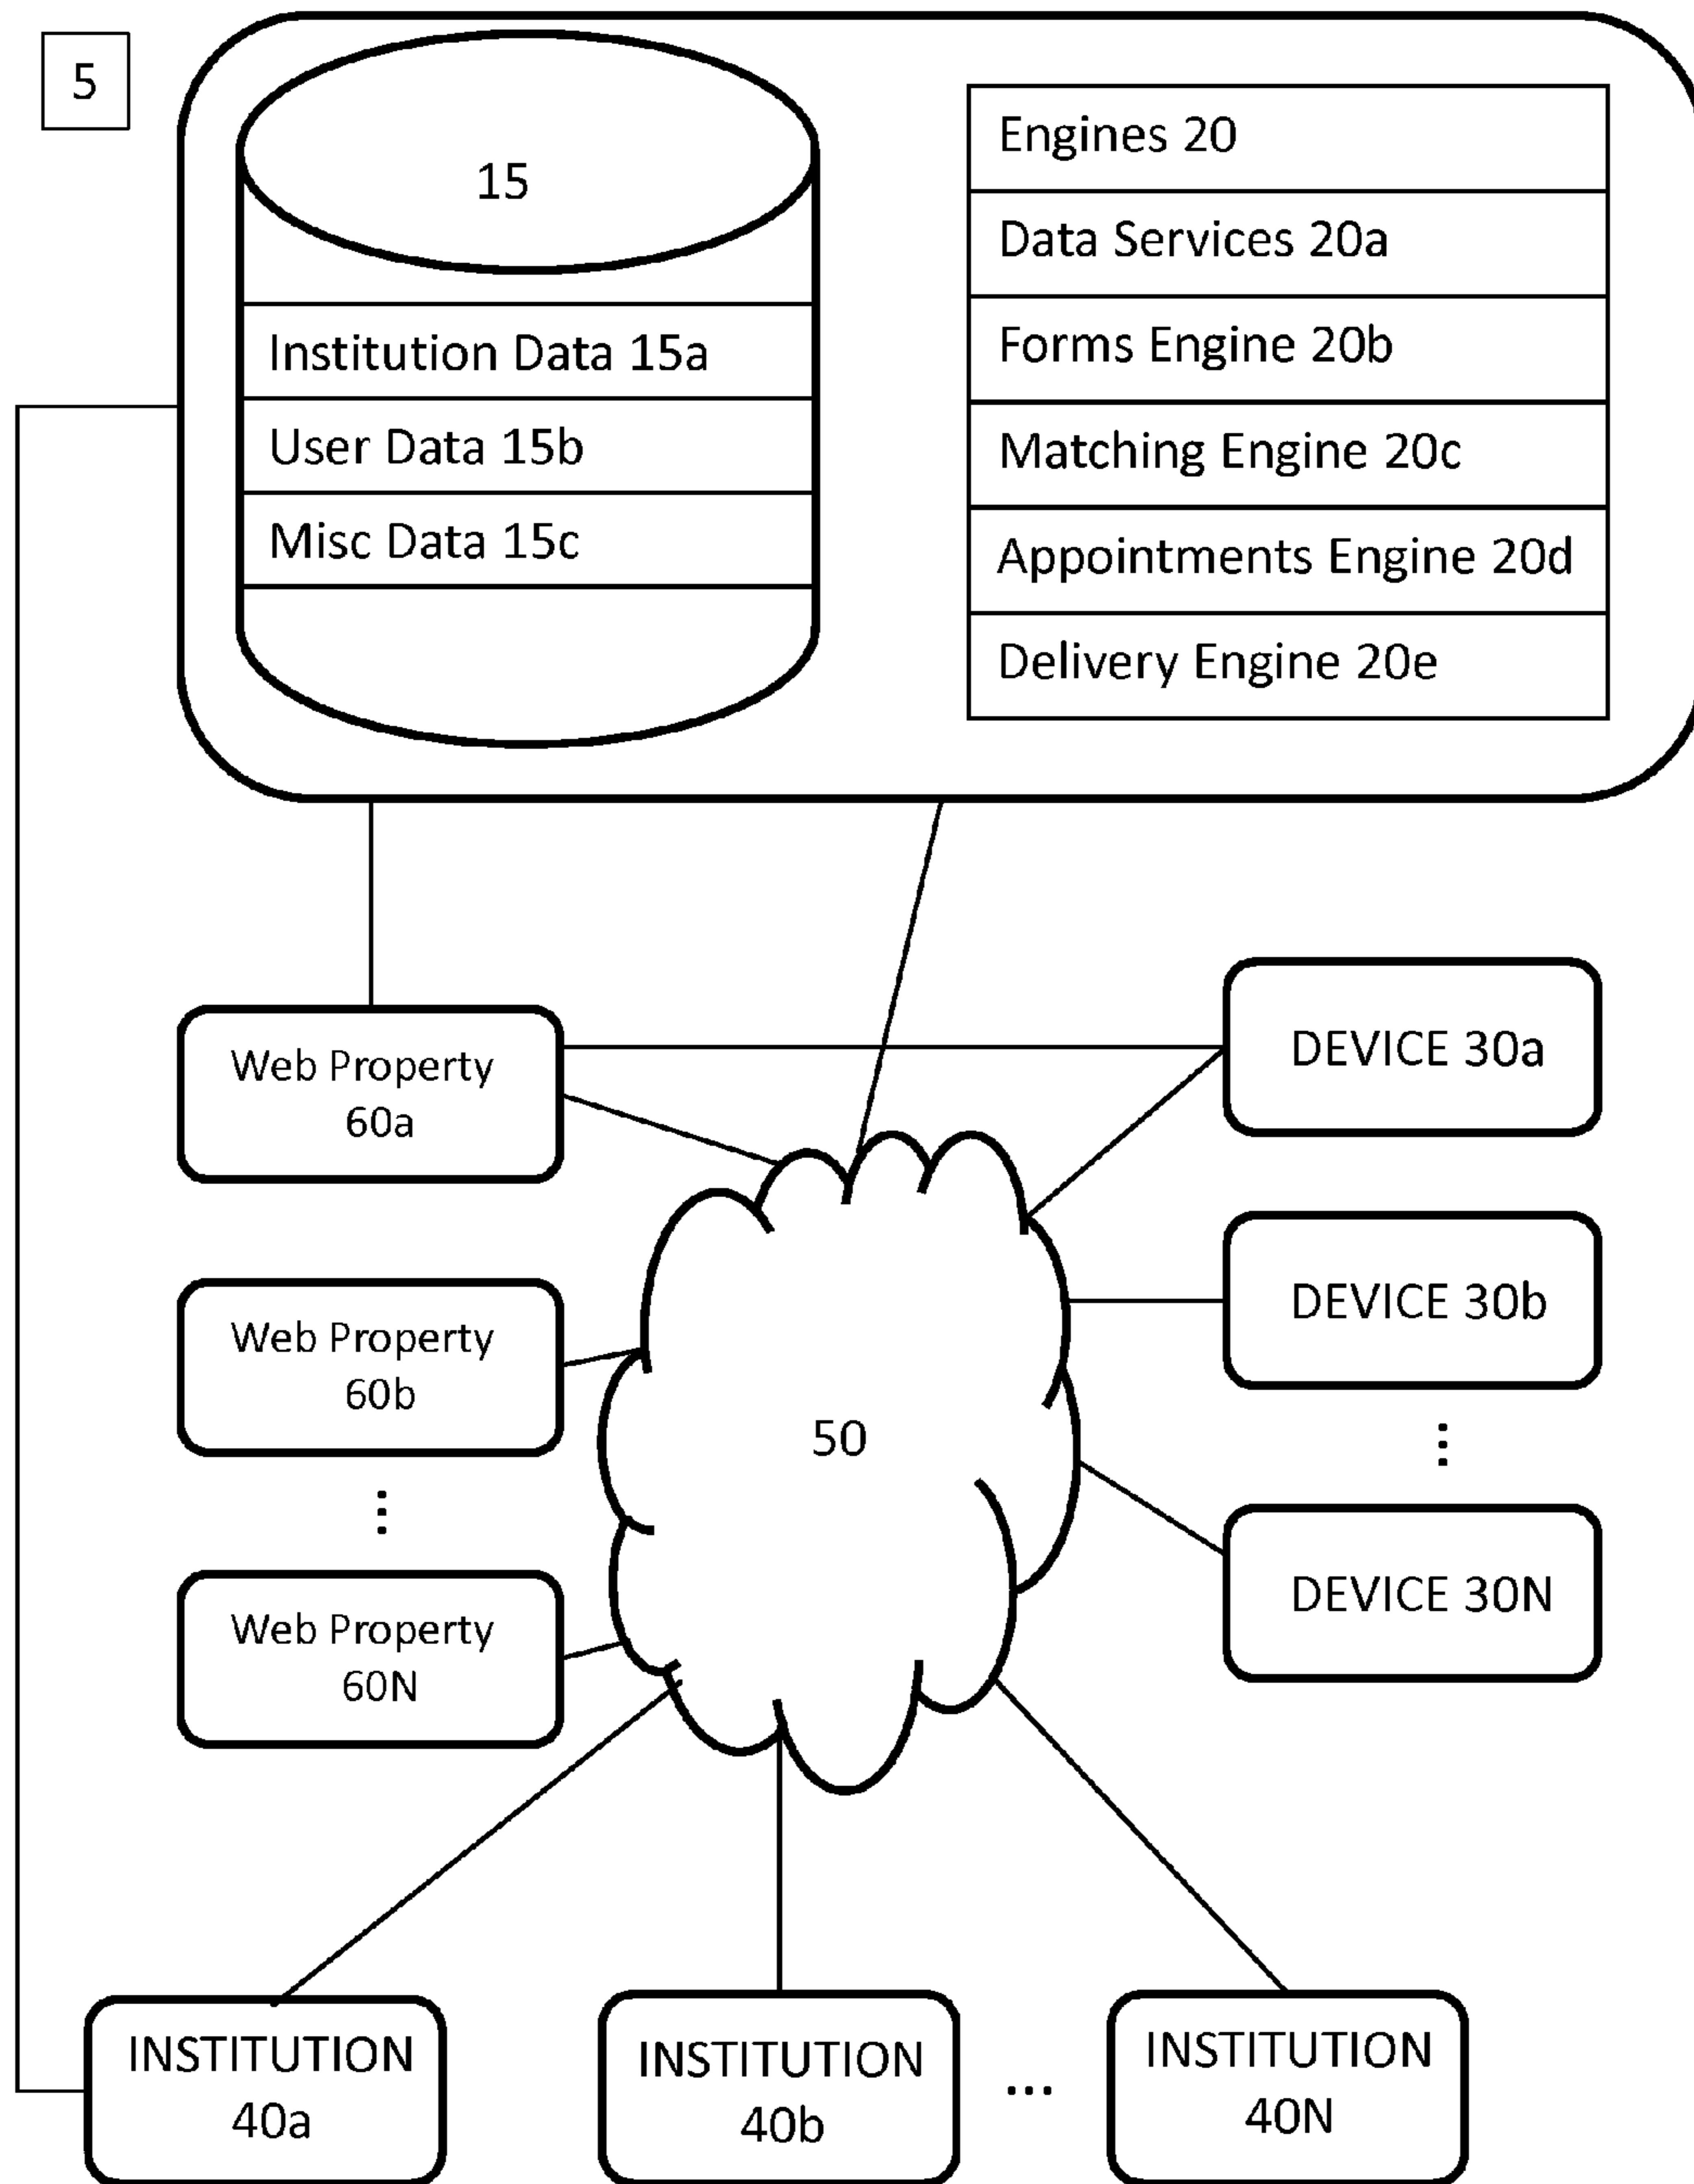 5
15
Institution Data 15a
User Data 15b
Misc Data 15c
Engines 20
Data Services 20a
Forms Engine 20b
Matching Engine 20c
Appointments Engine 20d
Delivery Engine 20e
Web Property
60a
DEVICE 30a
Web Property
60b
DEVICE 30b
50
...
...
Web Property
60N
DEVICE 30N
INSTITUTION
40a
INSTITUTION
40b
...
INSTITUTION
40N